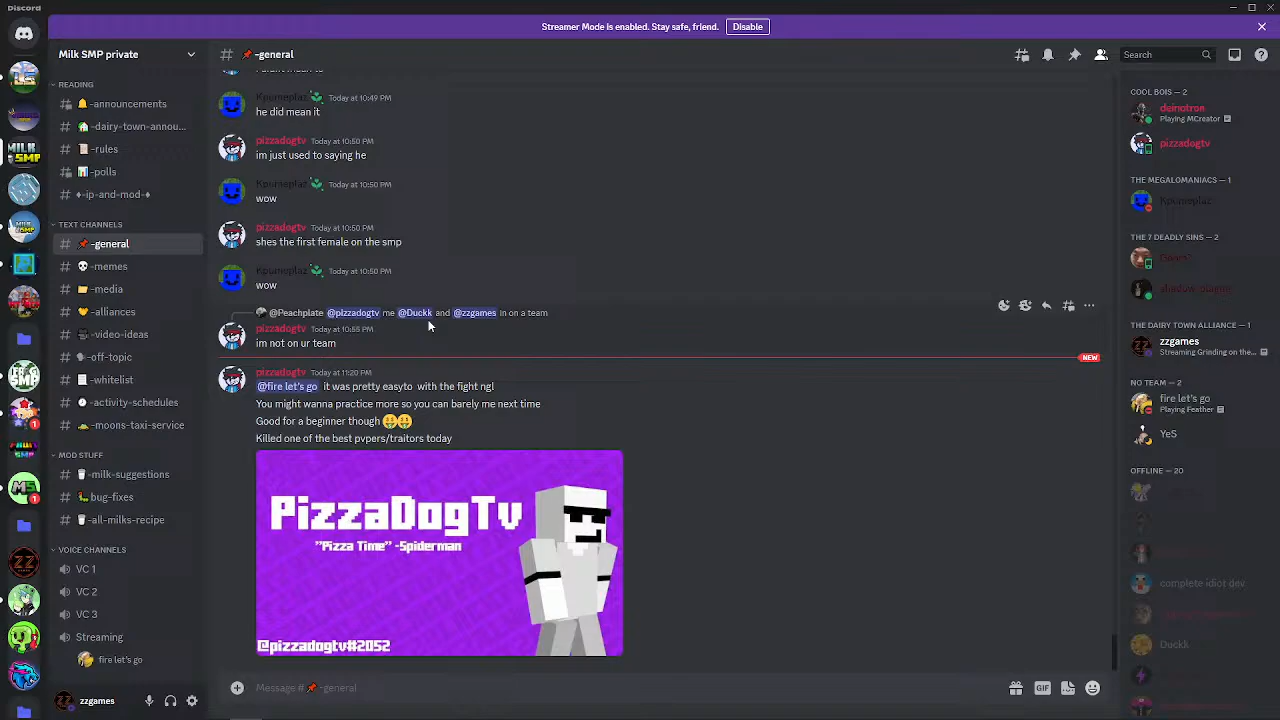 Discord
Streamer Mode is enabled. Stay safe, friend.
Disable
Milk SMP private
-general
Search
READING
-announcements
-dairy-town-annou...
-rules
-polls
-ip-and-mod-
TEXT CHANNELS
-general
-memes
-media
-alliances
-video-ideas
-off-topic
-whitelist
-activity-schedules
-moons-taxi-service
MOD STUFF
-milk-suggestions
-bug-fixes
-all-milks-recipe
VOICE CHANNELS
VC 1
VC 2
VC 3
Streaming
fire let's go
zzgames
Kpumeplaz Today at 10:49 PM
he did mean it
pizzadogtv Today at 10:50 PM
im just used to saying he
Kpumeplaz Today at 10:50 PM
wow
pizzadogtv Today at 10:50 PM
shes the first female on the smp
Kpumeplaz Today at 10:50 PM
wow
@Peachplate @pizzadogtv me @Duckk and @zzgames in on a team
pizzadogtv Today at 10:55 PM
im not on ur team
NEW
pizzadogtv Today at 11:20 PM
@fire let's go it was pretty easyto with the fight ngl
You might wanna practice more so you can barely me next time
Good for a beginner though
Killed one of the best pvpers/traitors today
PizzaDogTv
"Pizza Time" -Spiderman
@pizzadogtv#2052
Message # -general
GIF
COOL BOIS — 2
deinotron
Playing MCreator
pizzadogtv
THE MEGALOMANIACS — 1
Kpumeplaz
THE 7 DEADLY SINS — 2
THE DAIRY TOWN ALLIANCE — 1
zzgames
Streaming Grinding on the...
NO TEAM — 2
fire let's go
Playing Feather
YeS
OFFLINE — 20
complete idiot dev
Duckk